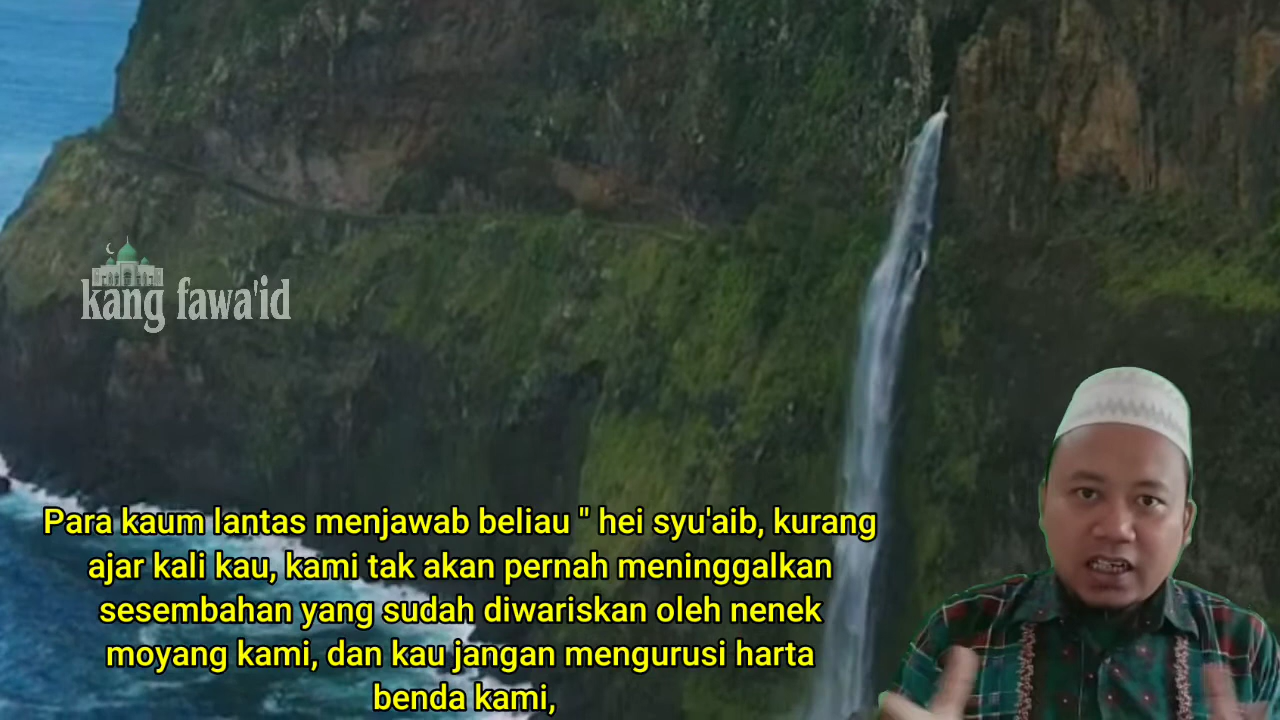 kang fawa'id
Para kaum lantas menjawab beliau " hei syu'aib, kurang
ajar kali kau, kami tak akan pernah meninggalkan
sesembahan yang sudah diwariskan oleh nenek
moyang kami, dan kau jangan mengurusi harta
benda kami,